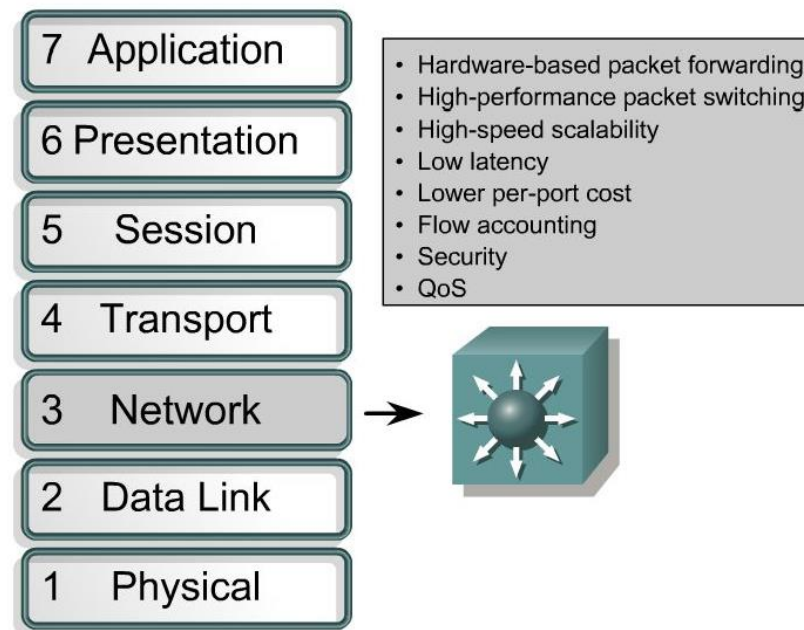 7 Application
6 Presentation
5 Session
4 Transport
3 Network
2 Data Link
1 Physical
• Hardware-based packet forwarding
• High-performance packet switching
• High-speed scalability
• Low latency
• Lower per-port cost
• Flow accounting
• Security
• QoS